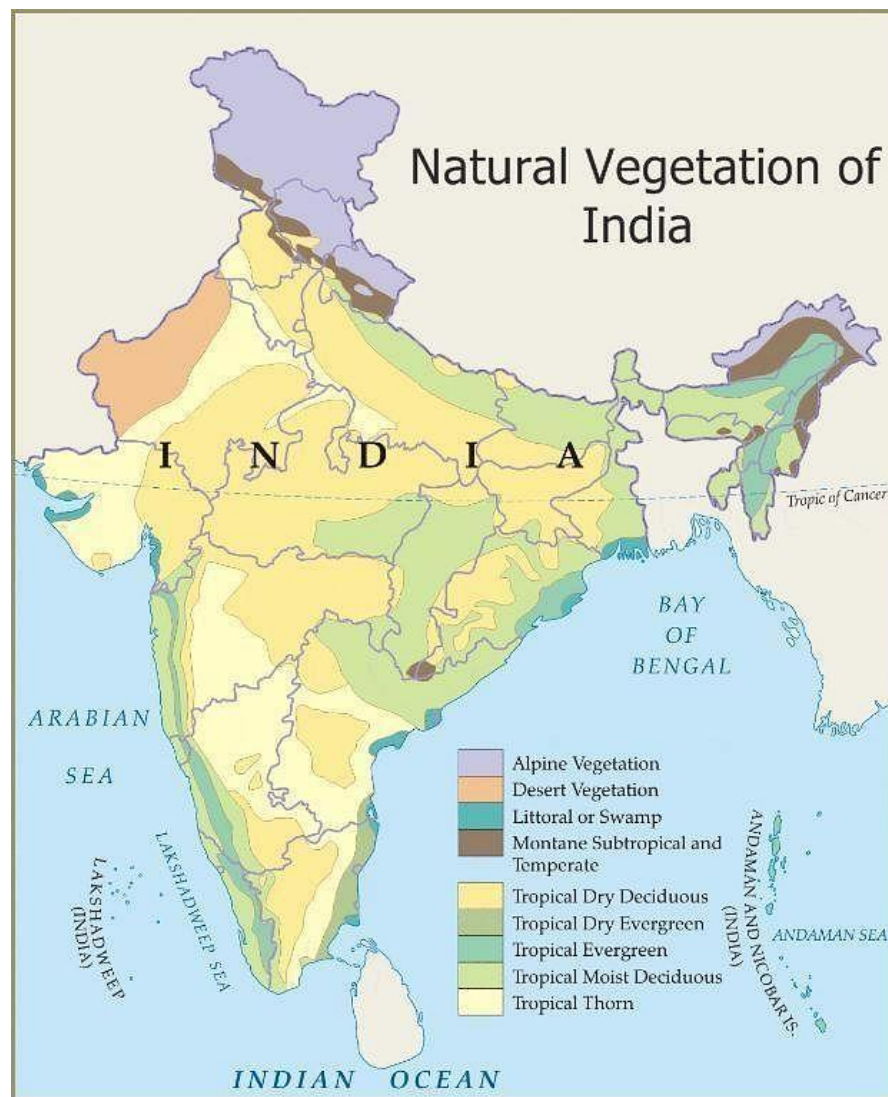 Natural Vegetation of
India
I N D I A
Tropic of Cancer
BAY
OF
BENGAL
ARABIAN
SEA
Alpine Vegetation
Desert Vegetation
Littoral or Swamp
Montane Subtropical and
Temperate
Tropical Dry Deciduous
Tropical Dry Evergreen
Tropical Evergreen
Tropical Moist Deciduous
Tropical Thorn
LAKSHADWEEP
(INDIA)
LAKSHADWEEP SEA
ANDAMAN AND NICOBAR IS.
(INDIA)
ANDAMAN SEA
INDIAN OCEAN